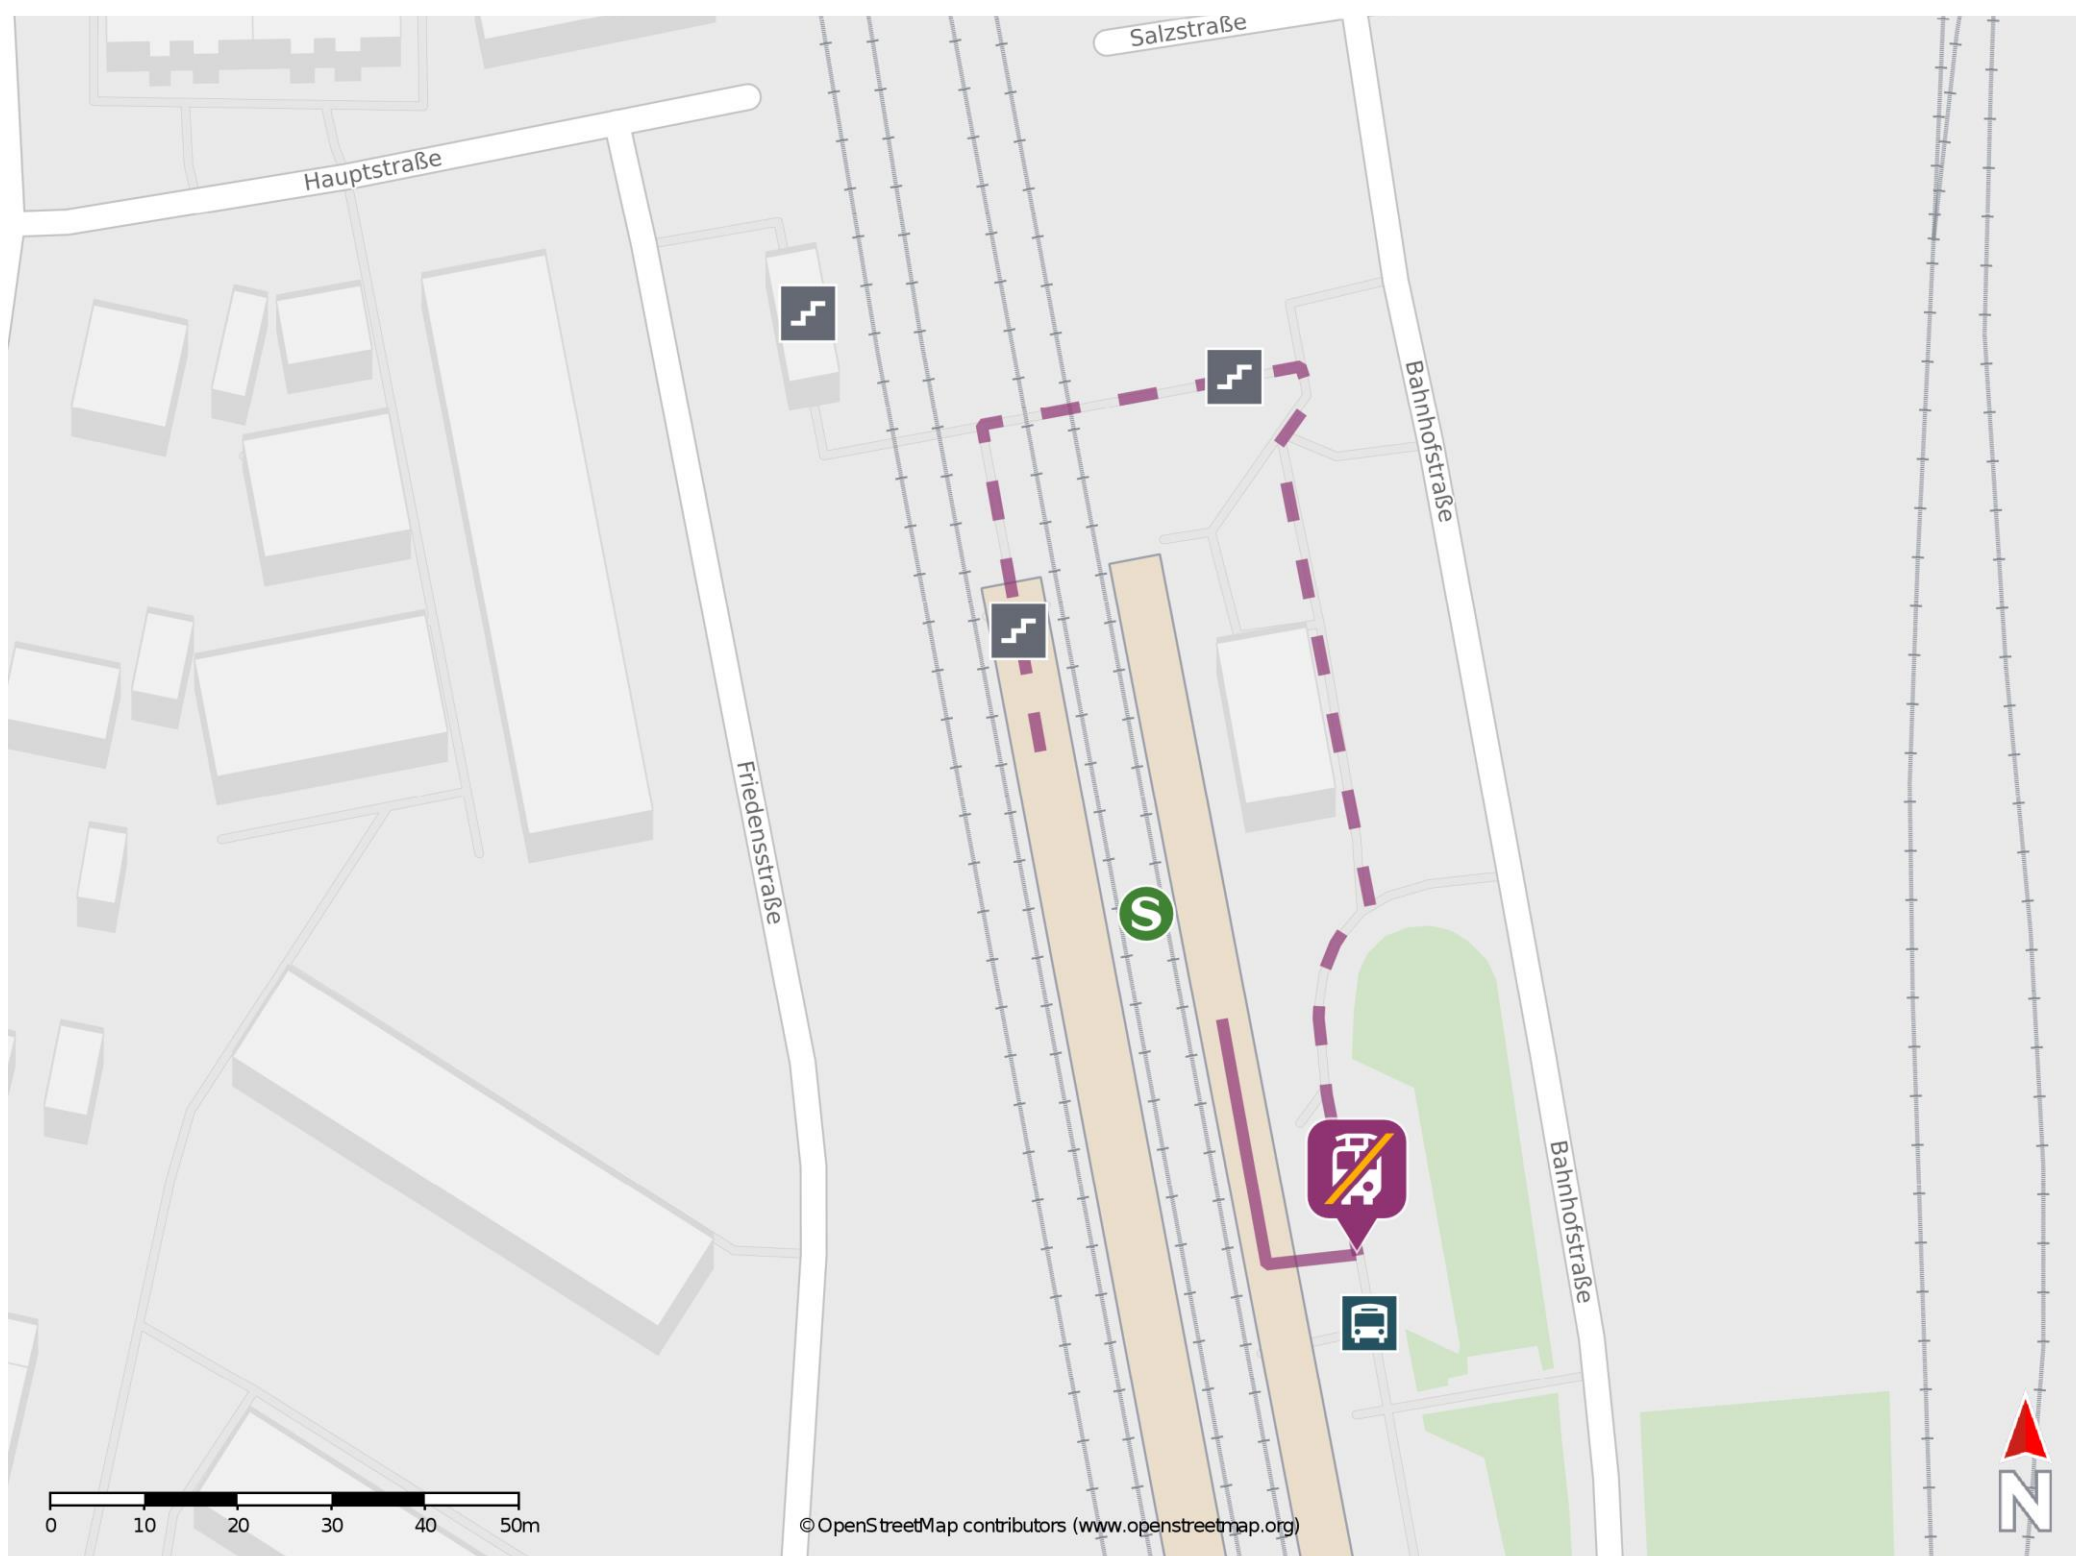 Salzstraße
Hauptstraße
Bahnhofstraße
Friedensstraße
S
Bahnhofstraße
N
0 10 20 30 40 50m
© OpenStreetMap contributors (www.openstreetmap.org)